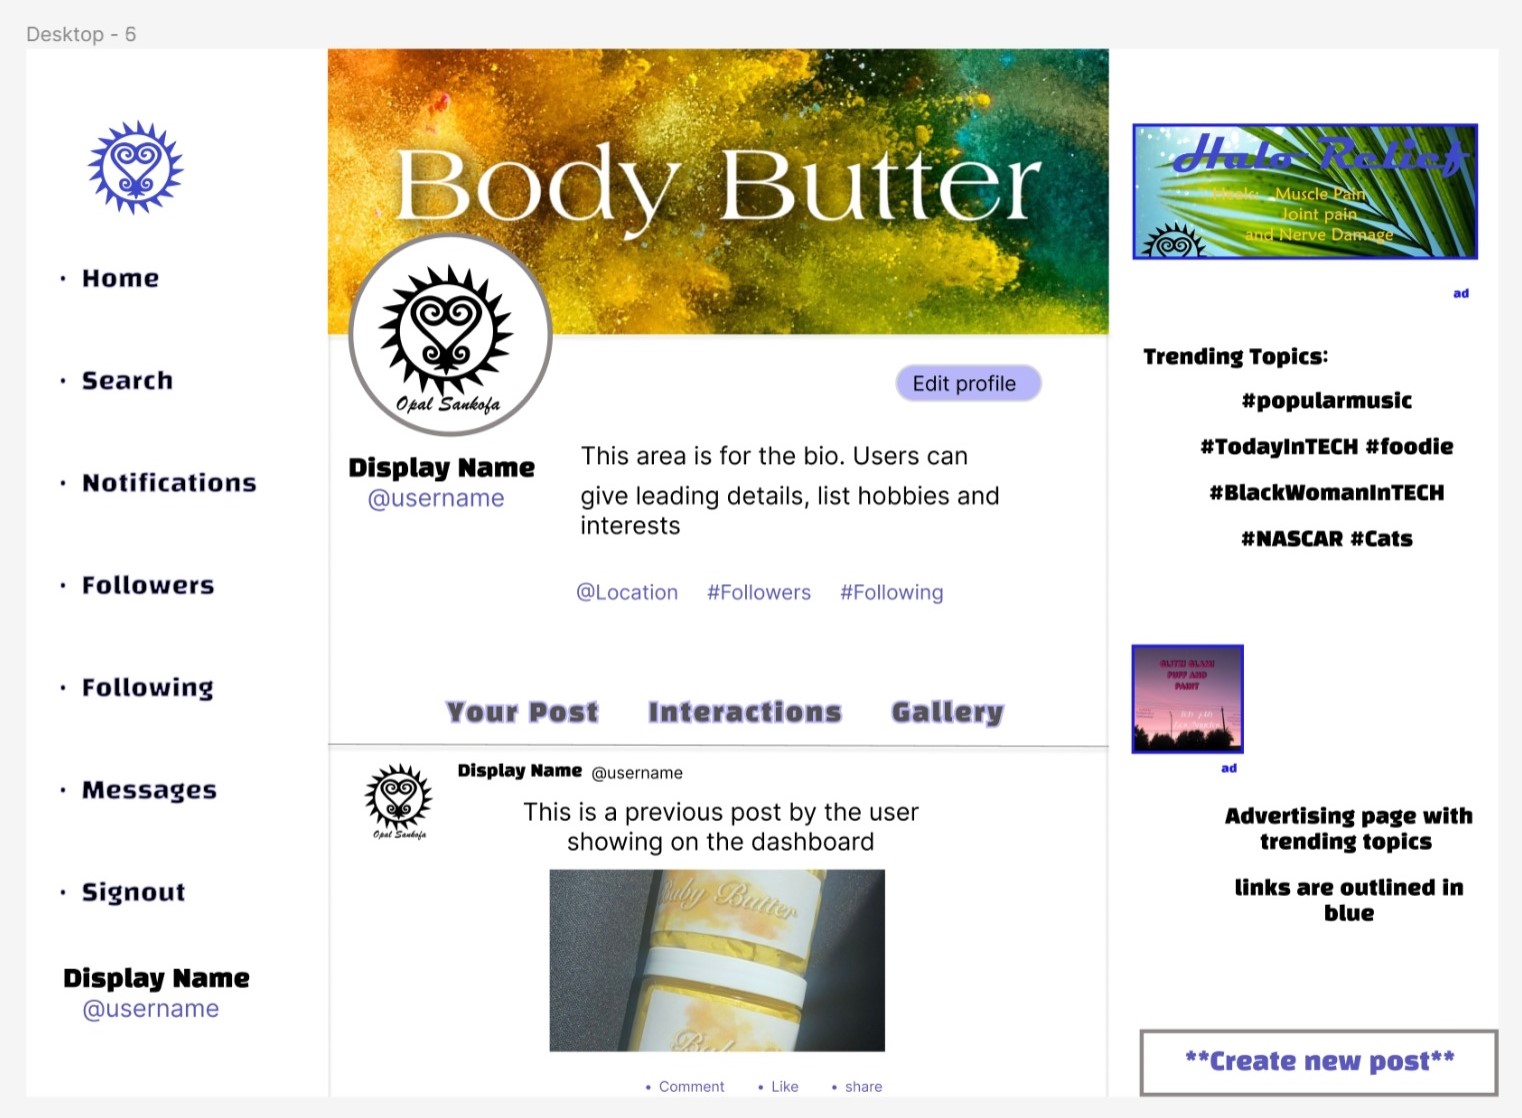 Desktop - 6
Home
Search
Notifications
Followers
Following
Messages
Signout
Display Name
@username
Body Butter
Opal Sankofa
Edit profile
Display Name
@username
This area is for the bio. Users can
give leading details, list hobbies and
interests
@Location #Followers #Following
Your Post Interactions Gallery
Display Name @username
Opal Sankofa
This is a previous post by the user
showing on the dashboard
Butter
• Comment • Like • share
Halo Relief
Muscle Pain
Joint pain
and Nerve Damage
ad
Trending Topics:
#popularmusic
#TodayInTECH #foodie
#BlackWomanInTECH
#NASCAR #Cats
PUFF AND
PAINT
ad
Advertising page with
trending topics
links are outlined in
blue
**Create new post**